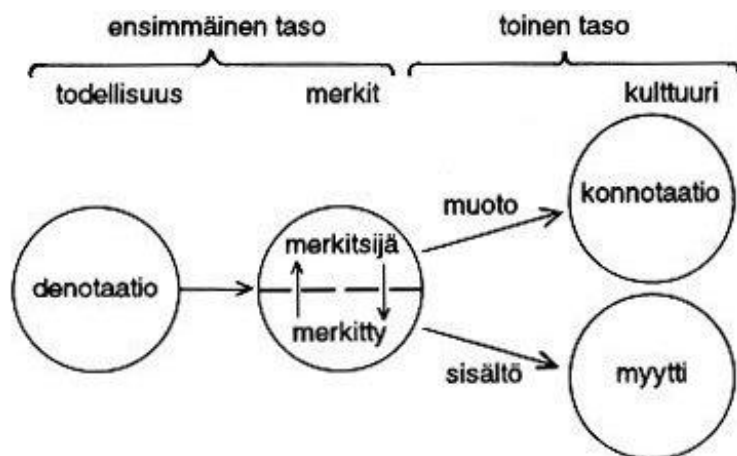 ensimmäinen taso
toinen taso
todellisuus
merkit
kulttuuri
denotaatio
merkitsijä
merkitty
muoto
sisältö
konnotaatio
myytti